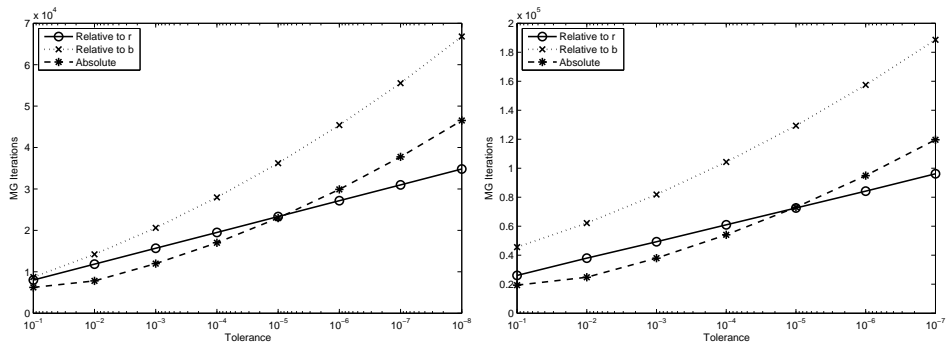 x 10^4
7
6
5
4
3
2
1
0
MG Iterations
Relative to r
Relative to b
Absolute
10^−1 10^−2 10^−3 10^−4 10^−5 10^−6 10^−7 10^−8
Tolerance
x 10^5
2
1.8
1.6
1.4
1.2
1
0.8
0.6
0.4
0.2
0
MG Iterations
Relative to r
Relative to b
Absolute
10^−1 10^−2 10^−3 10^−4 10^−5 10^−6 10^−7
Tolerance